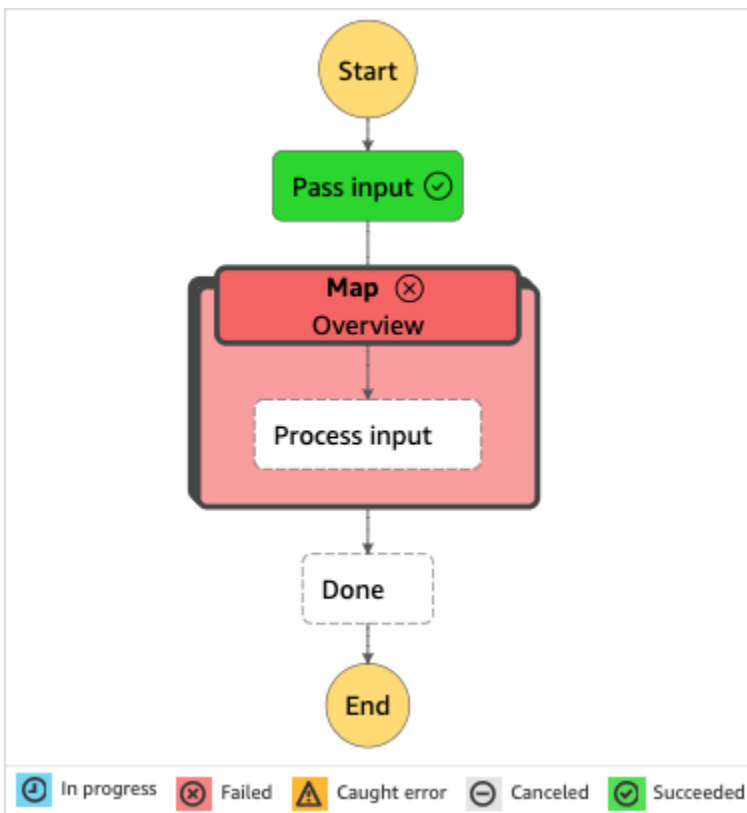 Start
Pass input
Map
Overview
Process input
Done
End
In progress Failed Caught error Canceled Succeeded